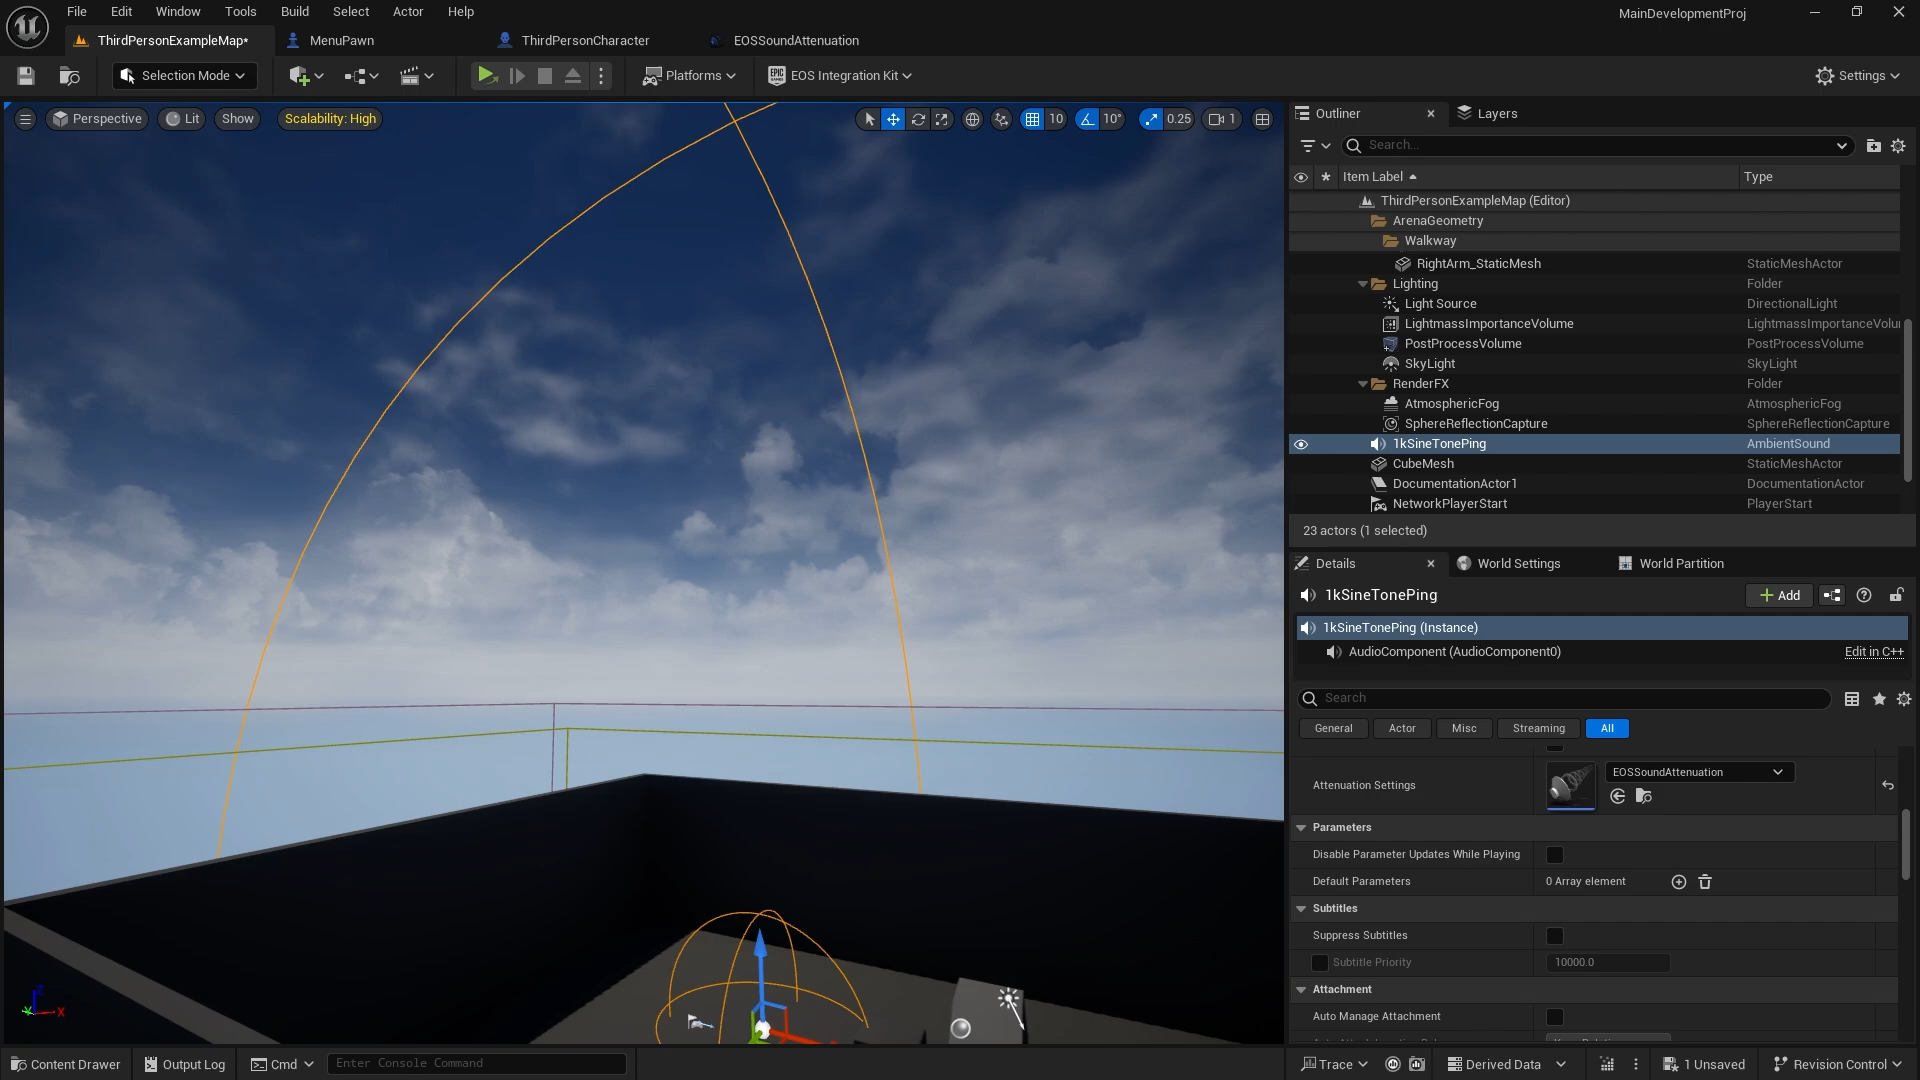 File Edit Window Tools Build Select Actor Help
MainDevelopmentProj
ThirdPersonExampleMap*
MenuPawn
ThirdPersonCharacter
EOSSoundAttenuation
Selection Mode
Platforms
EOS Integration Kit
Settings
Perspective
Lit
Show
Scalability: High
10
10°
0.25
1
Outliner
Layers
Search...
Item Label
Type
ThirdPersonExampleMap (Editor)
ArenaGeometry
Walkway
RightArm_StaticMesh StaticMeshActor
Lighting Folder
Light Source DirectionalLight
LightmassImportanceVolume LightmassImportanceVolu
PostProcessVolume PostProcessVolume
SkyLight SkyLight
RenderFX Folder
AtmosphericFog AtmosphericFog
SphereReflectionCapture SphereReflectionCapture
1kSineTonePing AmbientSound
CubeMesh StaticMeshActor
DocumentationActor1 DocumentationActor
NetworkPlayerStart PlayerStart
23 actors (1 selected)
Details
World Settings
World Partition
1kSineTonePing
Add
1kSineTonePing (Instance)
AudioComponent (AudioComponent0)
Edit in C++
Search
General
Actor
Misc
Streaming
All
Attenuation Settings
EOSSoundAttenuation
Parameters
Disable Parameter Updates While Playing
Default Parameters
0 Array element
Subtitles
Suppress Subtitles
Subtitle Priority
10000.0
Attachment
Auto Manage Attachment
Content Drawer
Output Log
Cmd
Enter Console Command
Trace
Derived Data
1 Unsaved
Revision Control
X